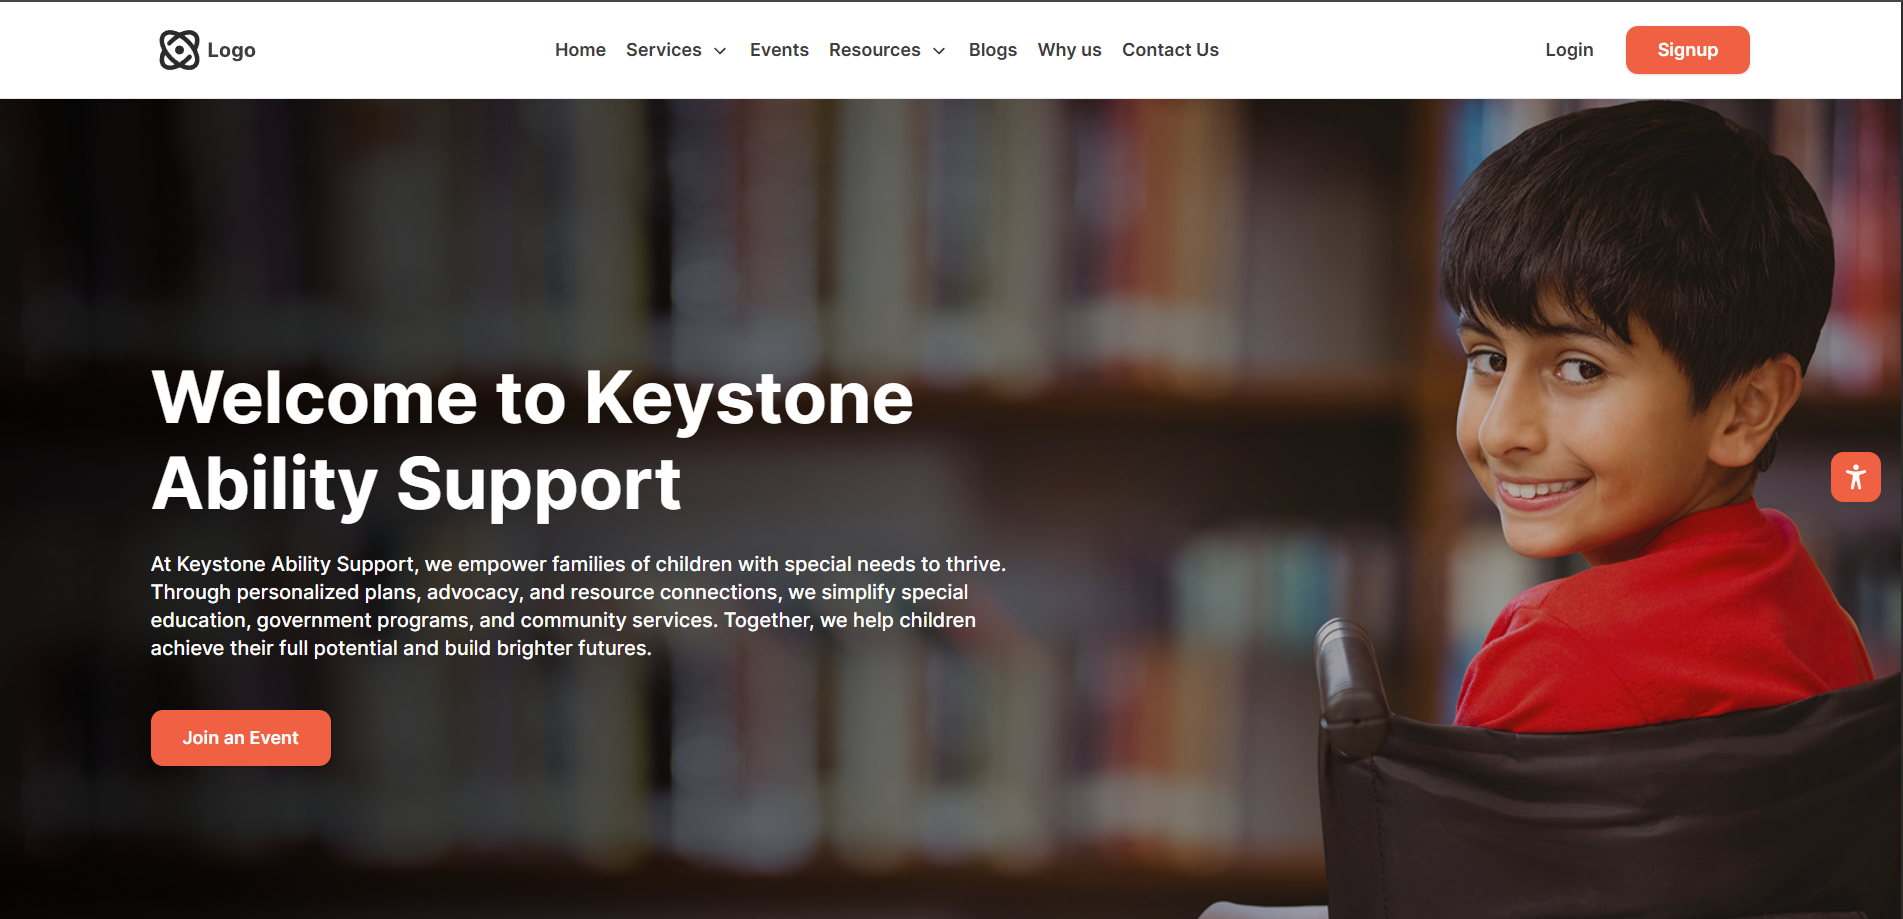 Logo
Home Services Events Resources Blogs Why us Contact Us
Login Signup
Welcome to Keystone
Ability Support
At Keystone Ability Support, we empower families of children with special needs to thrive.
Through personalized plans, advocacy, and resource connections, we simplify special
education, government programs, and community services. Together, we help children
achieve their full potential and build brighter futures.
Join an Event